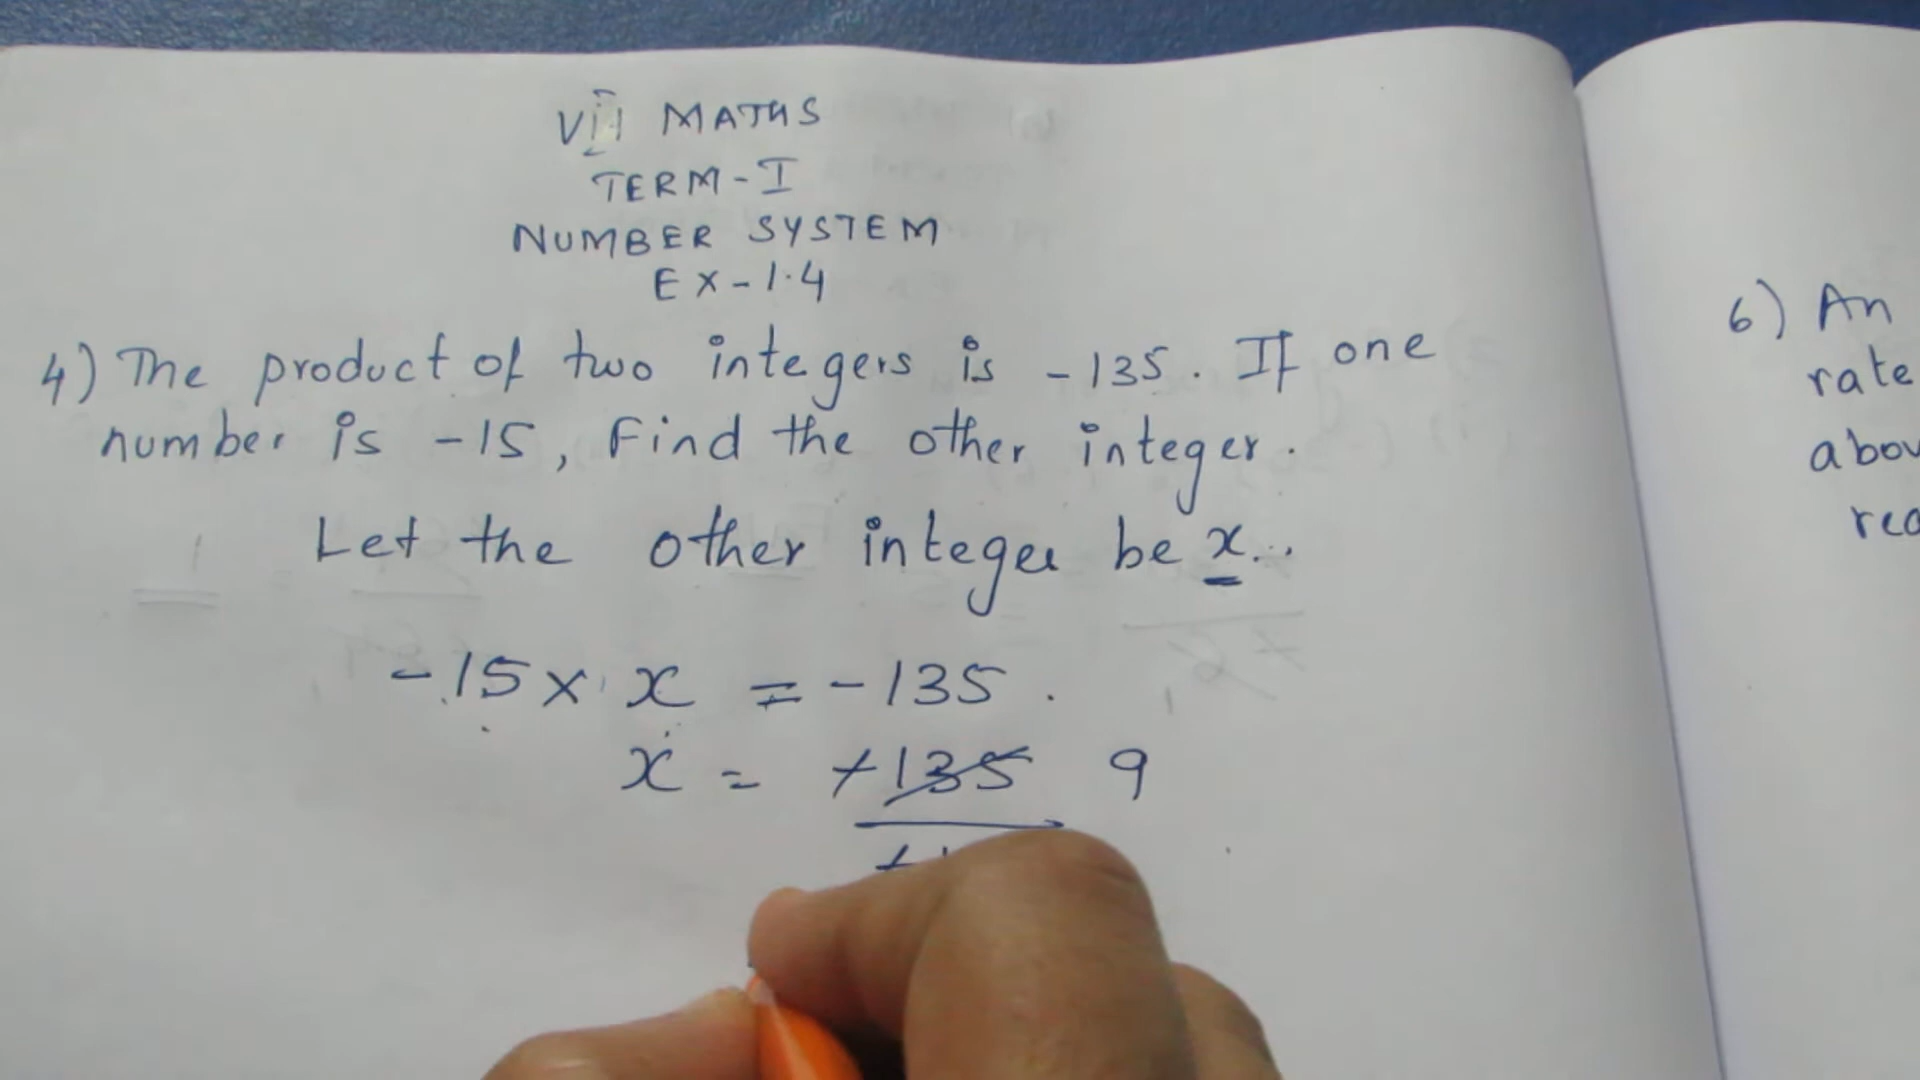 VII MATHS
TERM-I
NUMBER SYSTEM
EX-1.4
4) The product of two integers is -135. If one
number is -15, Find the other integer.
Let the other integer be x.
-15 x x = -135.
x = +135 9
6) An
rate